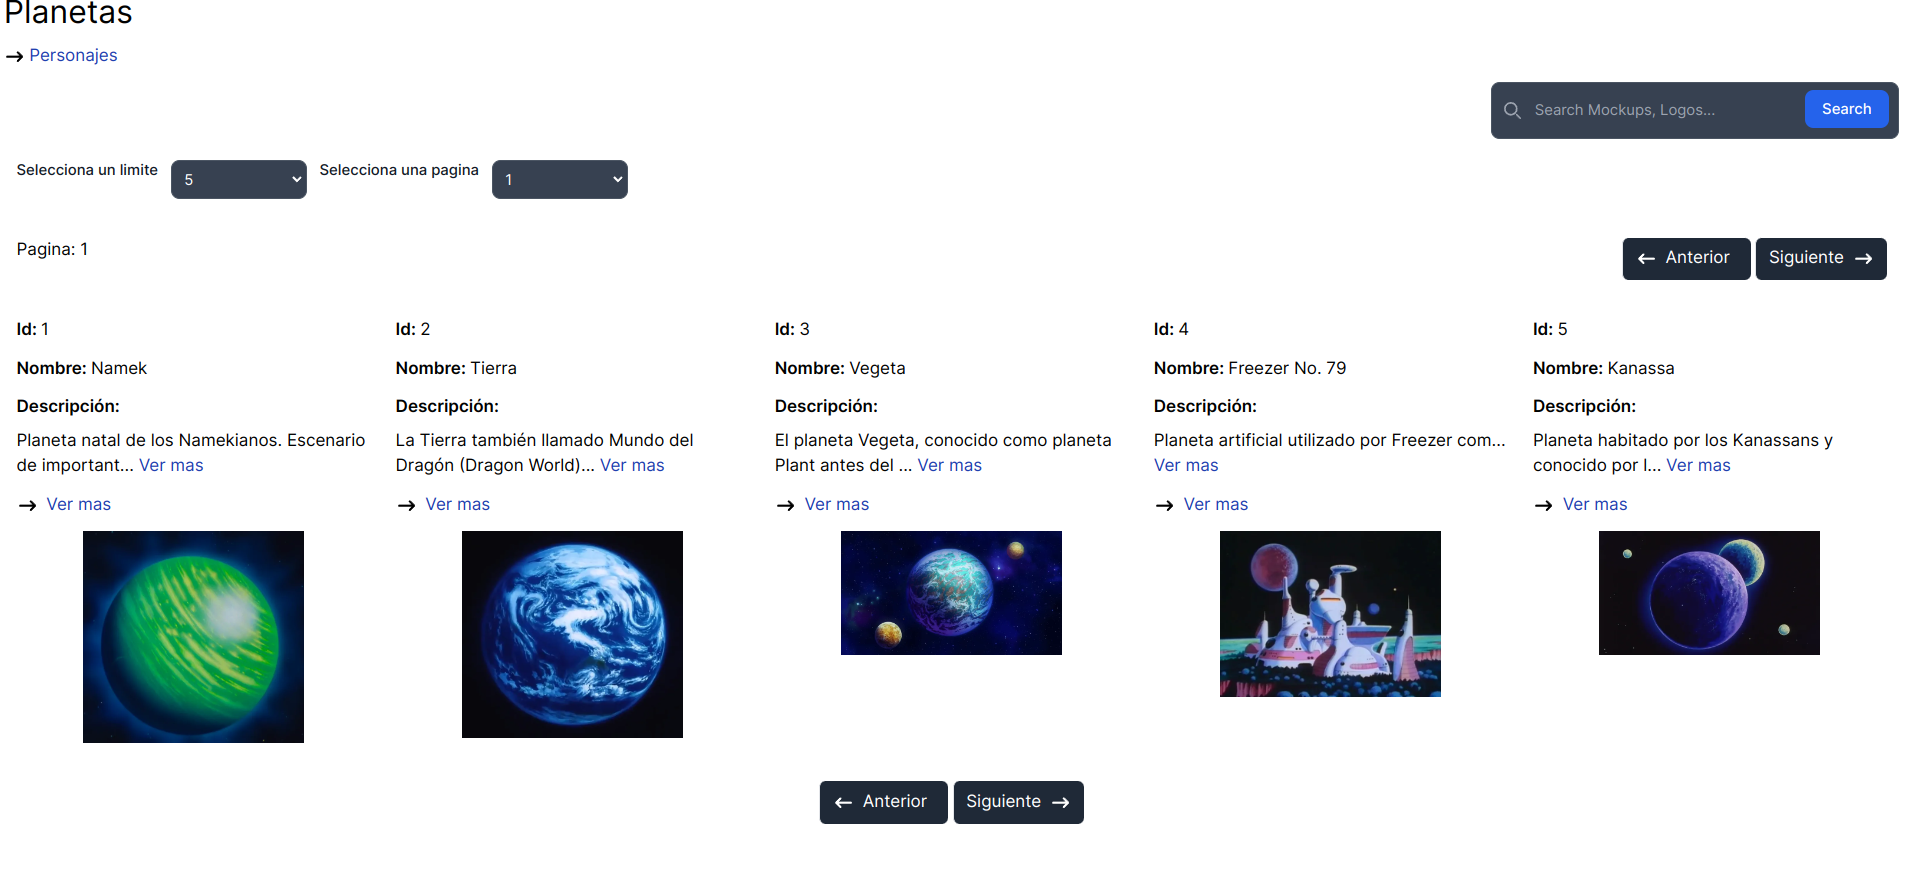 Planetas
Personajes
Search Mockups, Logos... Search
Selecciona un limite 5 Selecciona una pagina 1
Pagina: 1
Anterior Siguiente
Id: 1
Nombre: Namek
Descripción:
Planeta natal de los Namekianos. Escenario
de important... Ver mas
Ver mas
Id: 2
Nombre: Tierra
Descripción:
La Tierra también llamado Mundo del
Dragón (Dragon World)... Ver mas
Ver mas
Id: 3
Nombre: Vegeta
Descripción:
El planeta Vegeta, conocido como planeta
Plant antes del ... Ver mas
Ver mas
Id: 4
Nombre: Freezer No. 79
Descripción:
Planeta artificial utilizado por Freezer com...
Ver mas
Ver mas
Id: 5
Nombre: Kanassa
Descripción:
Planeta habitado por los Kanassans y
conocido por l... Ver mas
Ver mas
Anterior Siguiente